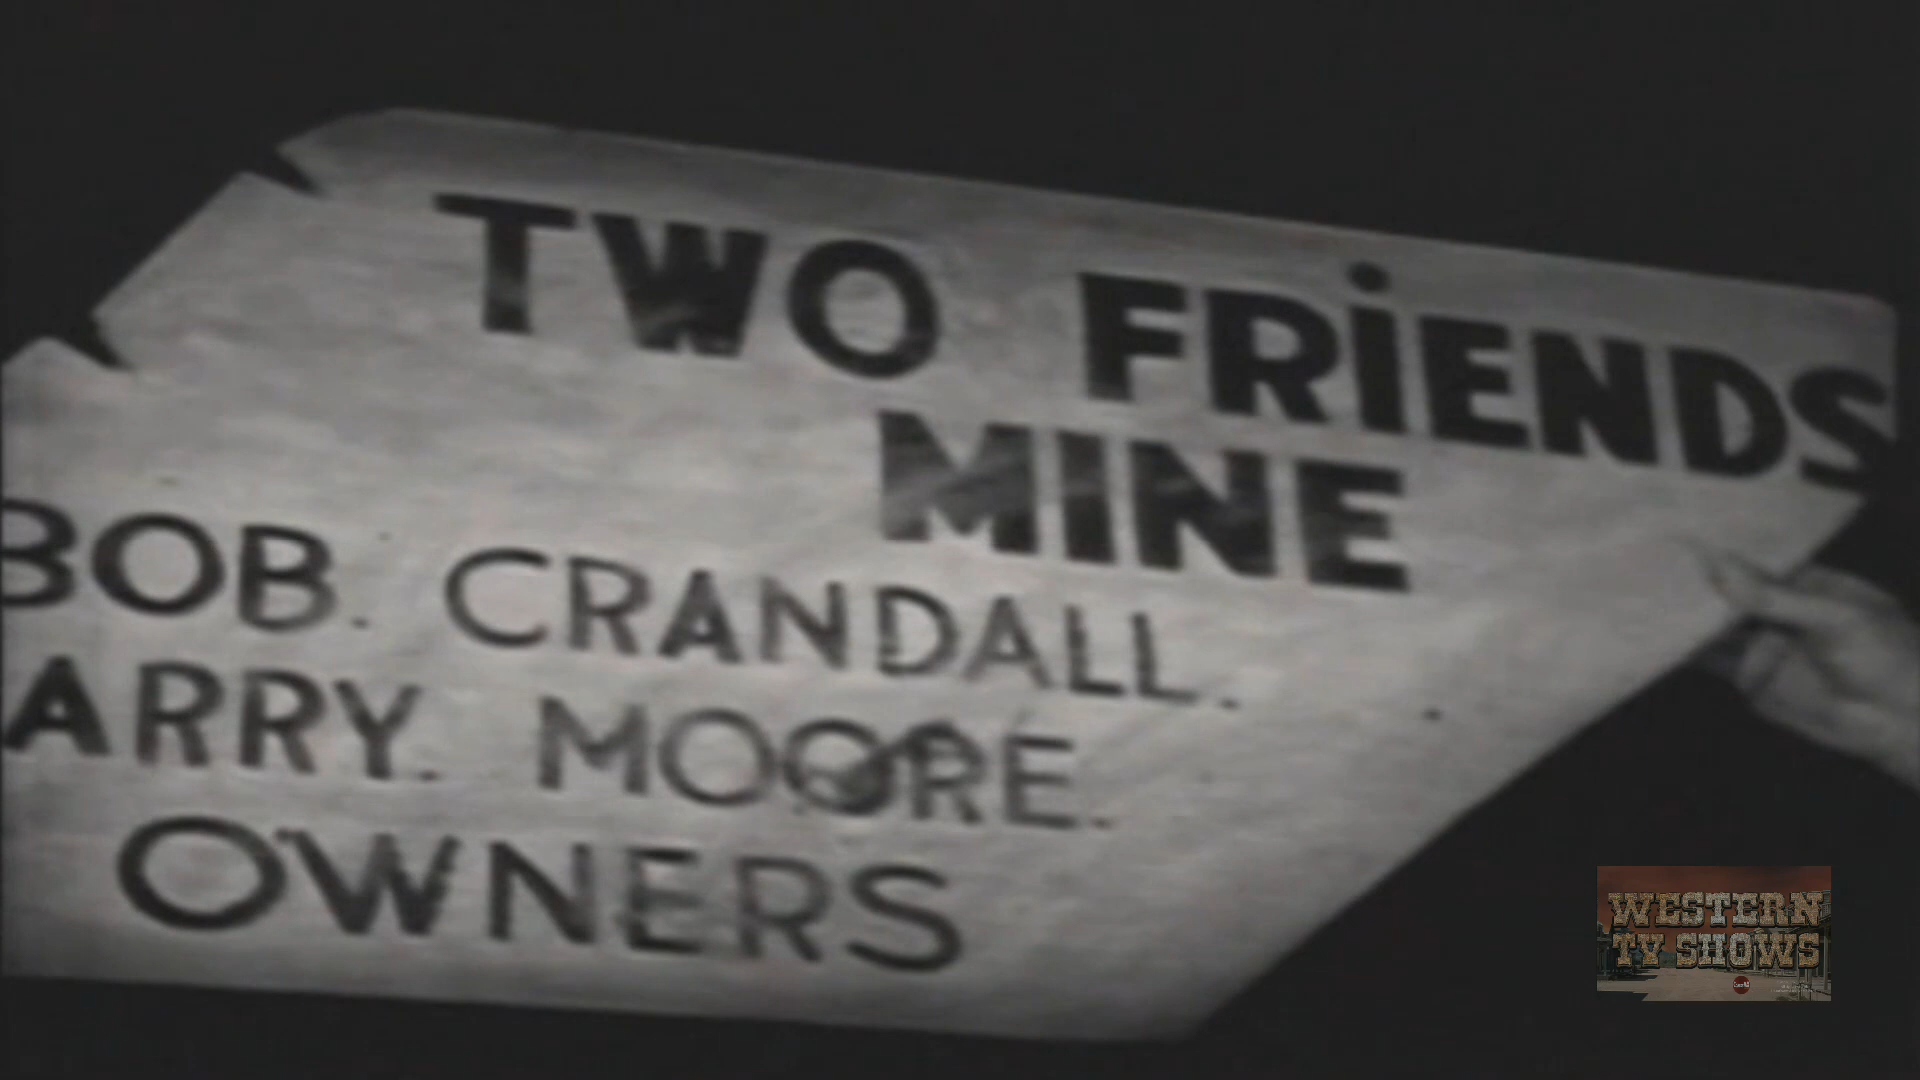 TWO FRiENDS
MINE
BOB. CRANDALL.
ARRY. MOORE.
OWNERS
WESTERN
TV SHOWS